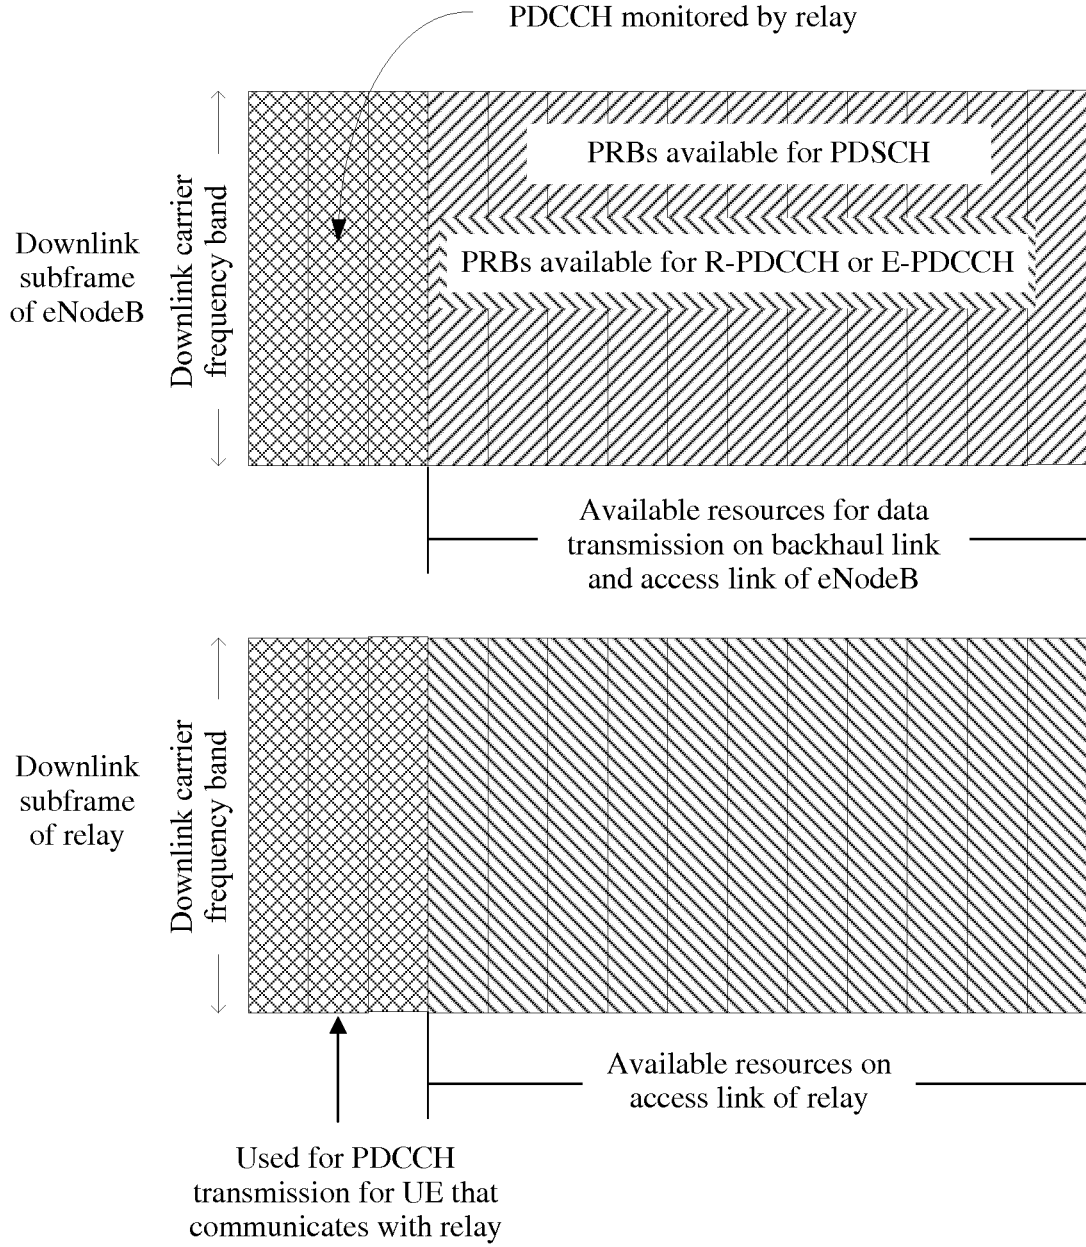 PDCCH monitored by relay
Downlink
subframe
of eNodeB
Downlink carrier
frequency band
PRBs available for PDSCH
PRBs available for R-PDCCH or E-PDCCH
Available resources for data
transmission on backhaul link
and access link of eNodeB
Downlink
subframe
of relay
Downlink carrier
frequency band
Available resources on
access link of relay
Used for PDCCH
transmission for UE that
communicates with relay